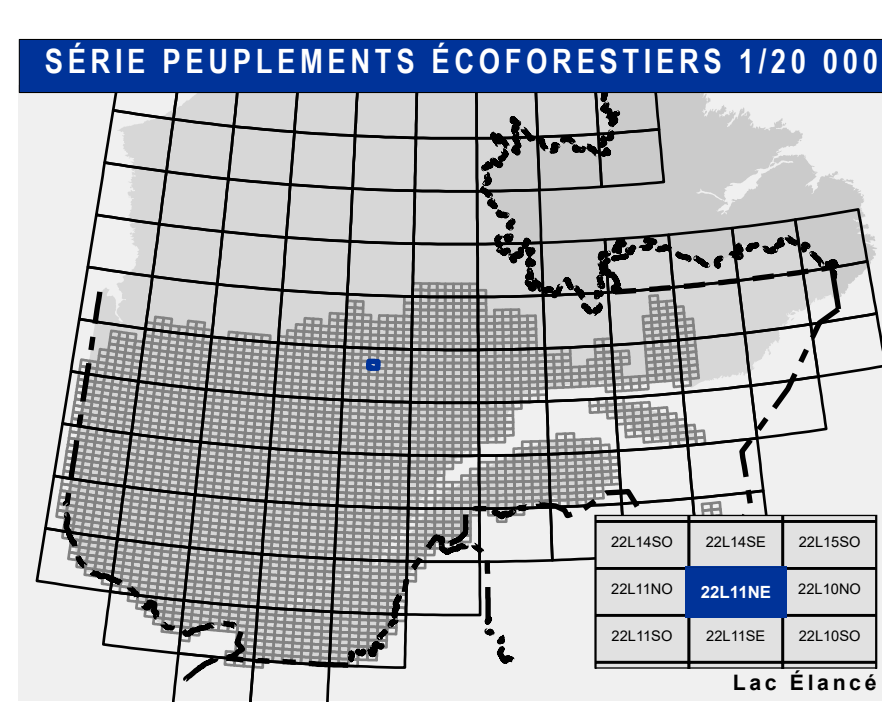 SÉRIE PEUPLEMENTS ÉCOFORESTIERS 1/20 000
22L14SO 22L14SE 22L15SO
22L11NO 22L11NE 22L10NO
22L11SO 22L11SE 22L10SO
Lac Élancé